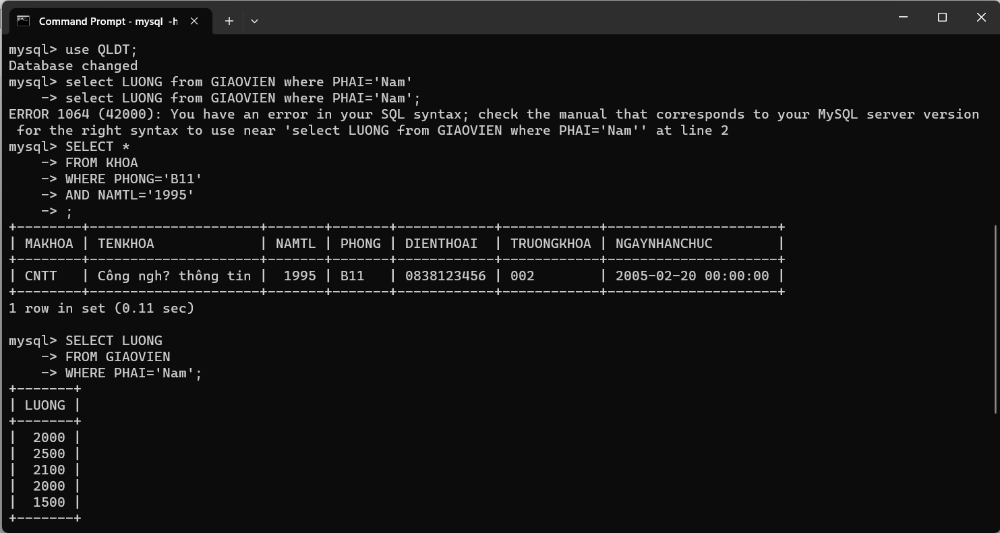 Command Prompt - mysql -h
mysql> use QLDT;
Database changed
mysql> select LUONG from GIAOVIEN where PHAI='Nam'
    -> select LUONG from GIAOVIEN where PHAI='Nam';
ERROR 1064 (42000): You have an error in your SQL syntax; check the manual that corresponds to your MySQL server version
 for the right syntax to use near 'select LUONG from GIAOVIEN where PHAI='Nam'' at line 2
mysql> SELECT *
    -> FROM KHOA
    -> WHERE PHONG='B11'
    -> AND NAMTL='1995'
    -> ;
+--------+---------------------+-------+-------+------------+------------+---------------------+
| MAKHOA | TENKHOA             | NAMTL | PHONG | DIENTHOAI  | TRUONGKHOA | NGAYNHANCHUC        |
+--------+---------------------+-------+-------+------------+------------+---------------------+
| CNTT   | Công ngh? thông tin |  1995 | B11   | 0838123456 | 002        | 2005-02-20 00:00:00 |
+--------+---------------------+-------+-------+------------+------------+---------------------+
1 row in set (0.11 sec)

mysql> SELECT LUONG
    -> FROM GIAOVIEN
    -> WHERE PHAI='Nam';
+-------+
| LUONG |
+-------+
|  2000 |
|  2500 |
|  2100 |
|  2000 |
|  1500 |
+-------+